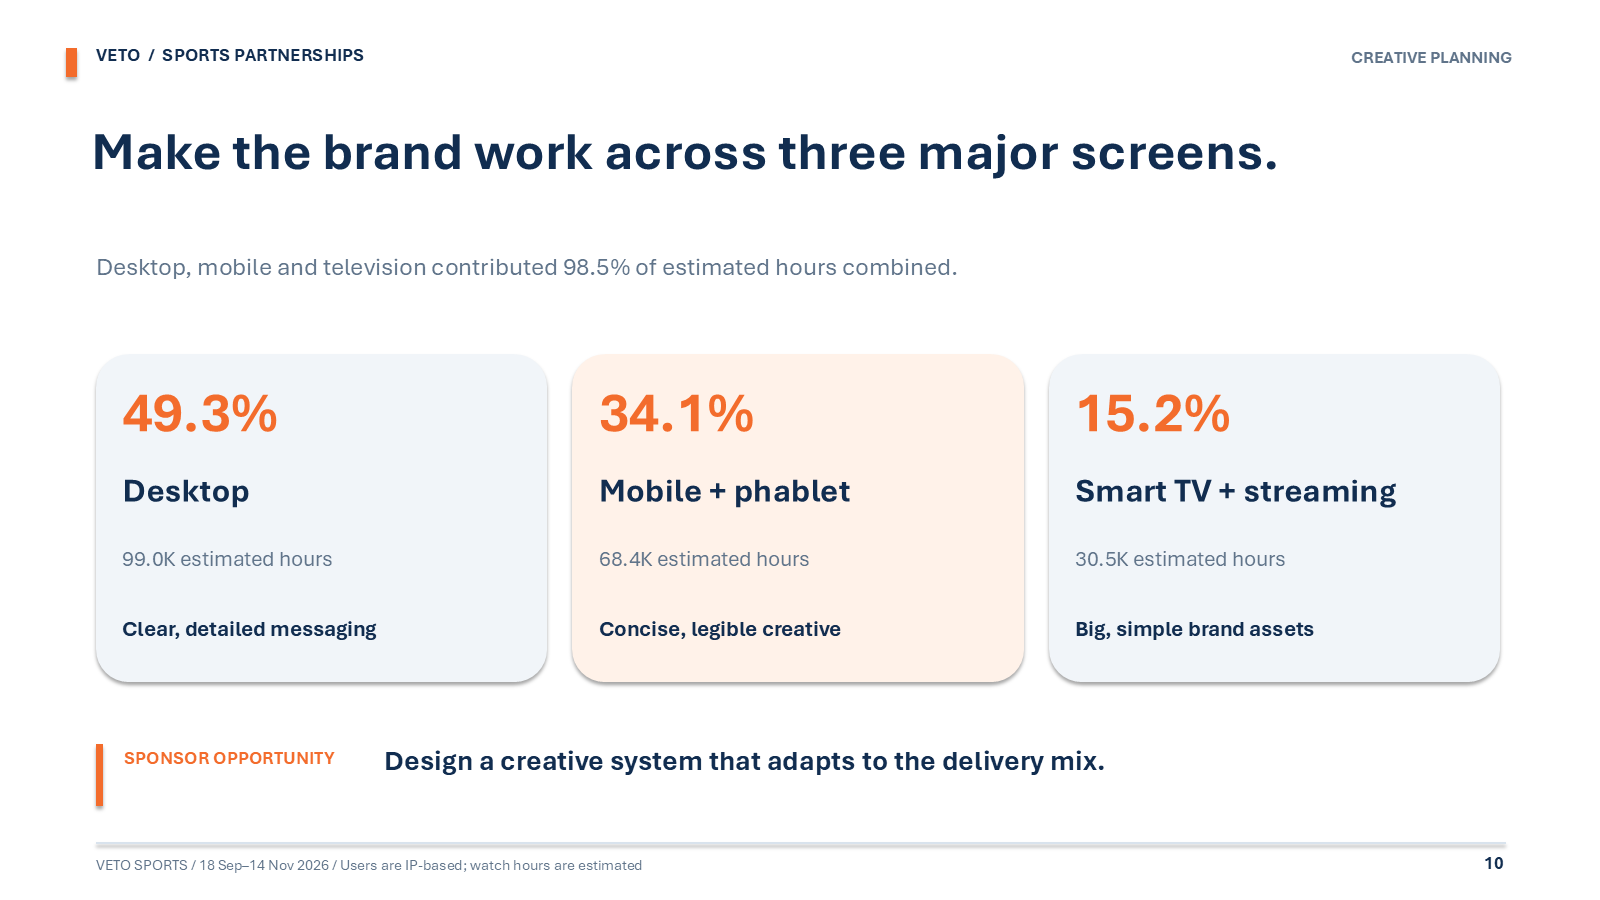 VETO / SPORTS PARTNERSHIPS
CREATIVE PLANNING
Make the brand work across three major screens.
Desktop, mobile and television contributed 98.5% of estimated hours combined.
49.3%
Desktop
99.0K estimated hours
Clear, detailed messaging
34.1%
Mobile + phablet
68.4K estimated hours
Concise, legible creative
15.2%
Smart TV + streaming
30.5K estimated hours
Big, simple brand assets
SPONSOR OPPORTUNITY
Design a creative system that adapts to the delivery mix.
VETO SPORTS / 18 Sep–14 Nov 2026 / Users are IP-based; watch hours are estimated
10